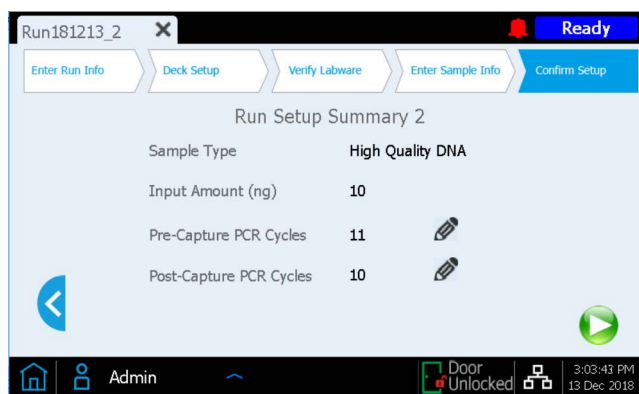 Run181213_2
Ready
Enter Run Info
Deck Setup
Verify Labware
Enter Sample Info
Confirm Setup
Run Setup Summary 2
Sample Type High Quality DNA
Input Amount (ng) 10
Pre-Capture PCR Cycles 11
Post-Capture PCR Cycles 10
Admin
Door
Unlocked
3:03:43 PM
13 Dec 2018